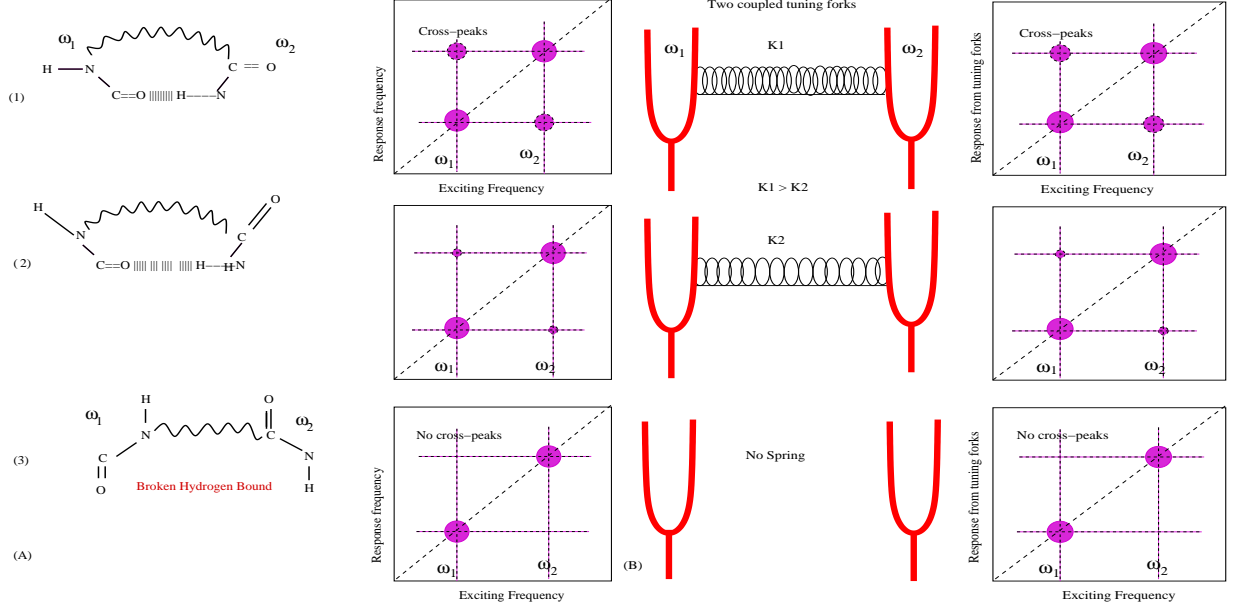 ω1
ω2
H
N
C
O
C
O
H
N
(1)
Cross-peaks
Response frequency
ω1
ω2
Exciting Frequency
Two coupled tuning forks
K1
ω1
ω2
K1 > K2
Cross-peaks
Response from tuning forks
ω1
ω2
Exciting Frequency
H
N
O
C
C
O
H
H
N
(2)
ω1
ω2
K2
ω1
ω2
ω1
ω2
H
O
N
C
C
N
O
H
(3)
Broken Hydrogen Bound
(A)
No cross-peaks
Response frequency
ω1
ω2
Exciting Frequency
No Spring
(B)
No cross-peaks
Response from tuning forks
ω1
ω2
Exciting Frequency